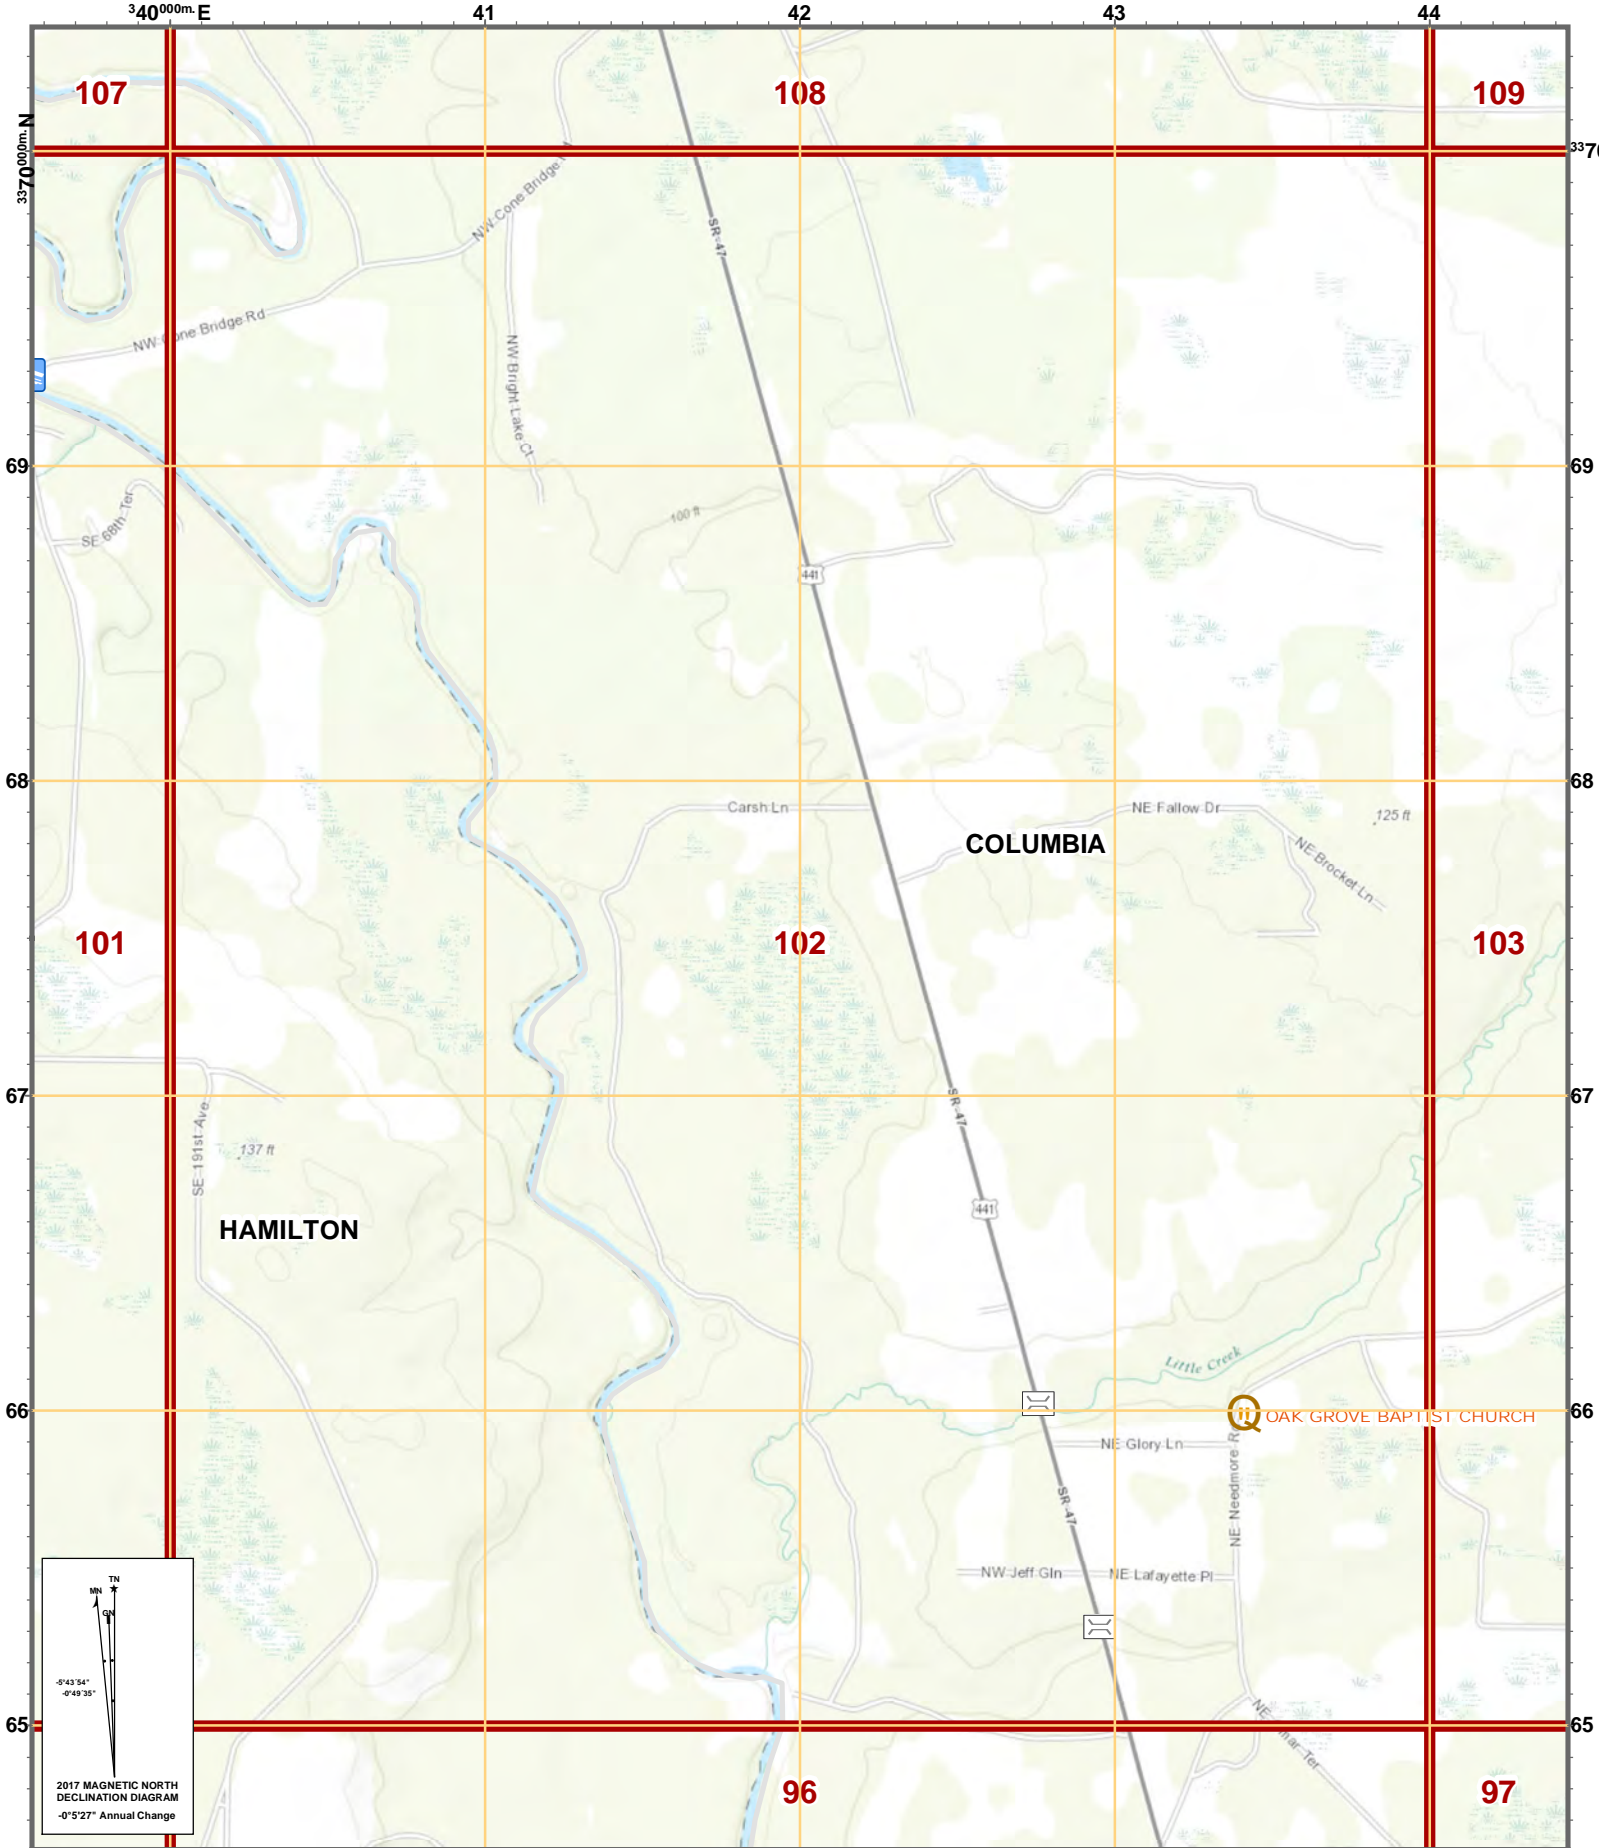 340000m. E
41
42
43
44
107
108
109
3370000m. N
3370
NW Cone Bridge Rd
SR-47
NW Cone Bridge Rd
NW Bright Lake Ct
69
69
SE 68th Ter
100 ft
441
68
68
Carsh Ln
NE Fallow Dr
125 ft
COLUMBIA
NE Brocket Ln
101
102
103
67
67
SR-47
SE 191st Ave
137 ft
441
HAMILTON
Little Creek
66
66
OAK GROVE BAPTIST CHURCH
NE Glory Ln
NE Needmore Rd
SR-47
NW Jeff Gln
NE Lafayette Pl
TN
MN
GN
-5°43'54"
-0°49'35"
65
65
2017 MAGNETIC NORTH
DECLINATION DIAGRAM
-0°5'27" Annual Change
96
97